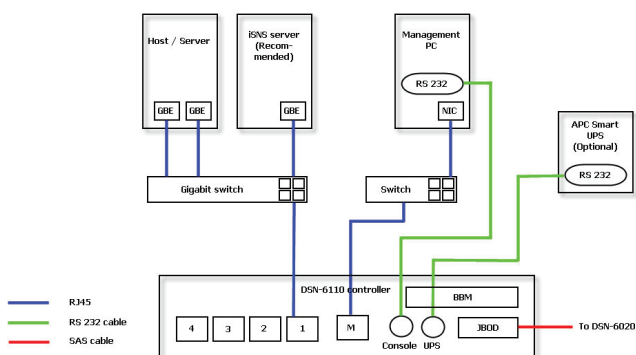 Host / Server
GBE
GBE
iSNS server
(Recom-
mended)
GBE
Management
PC
RS 232
NIC
APC Smart
UPS
(Optional)
RS 232
Gigabit switch
Switch
DSN-6110 controller
BBM
4
3
2
1
M
Console
UPS
JBOD
To DSN-6020
RJ45
RS 232 cable
SAS cable